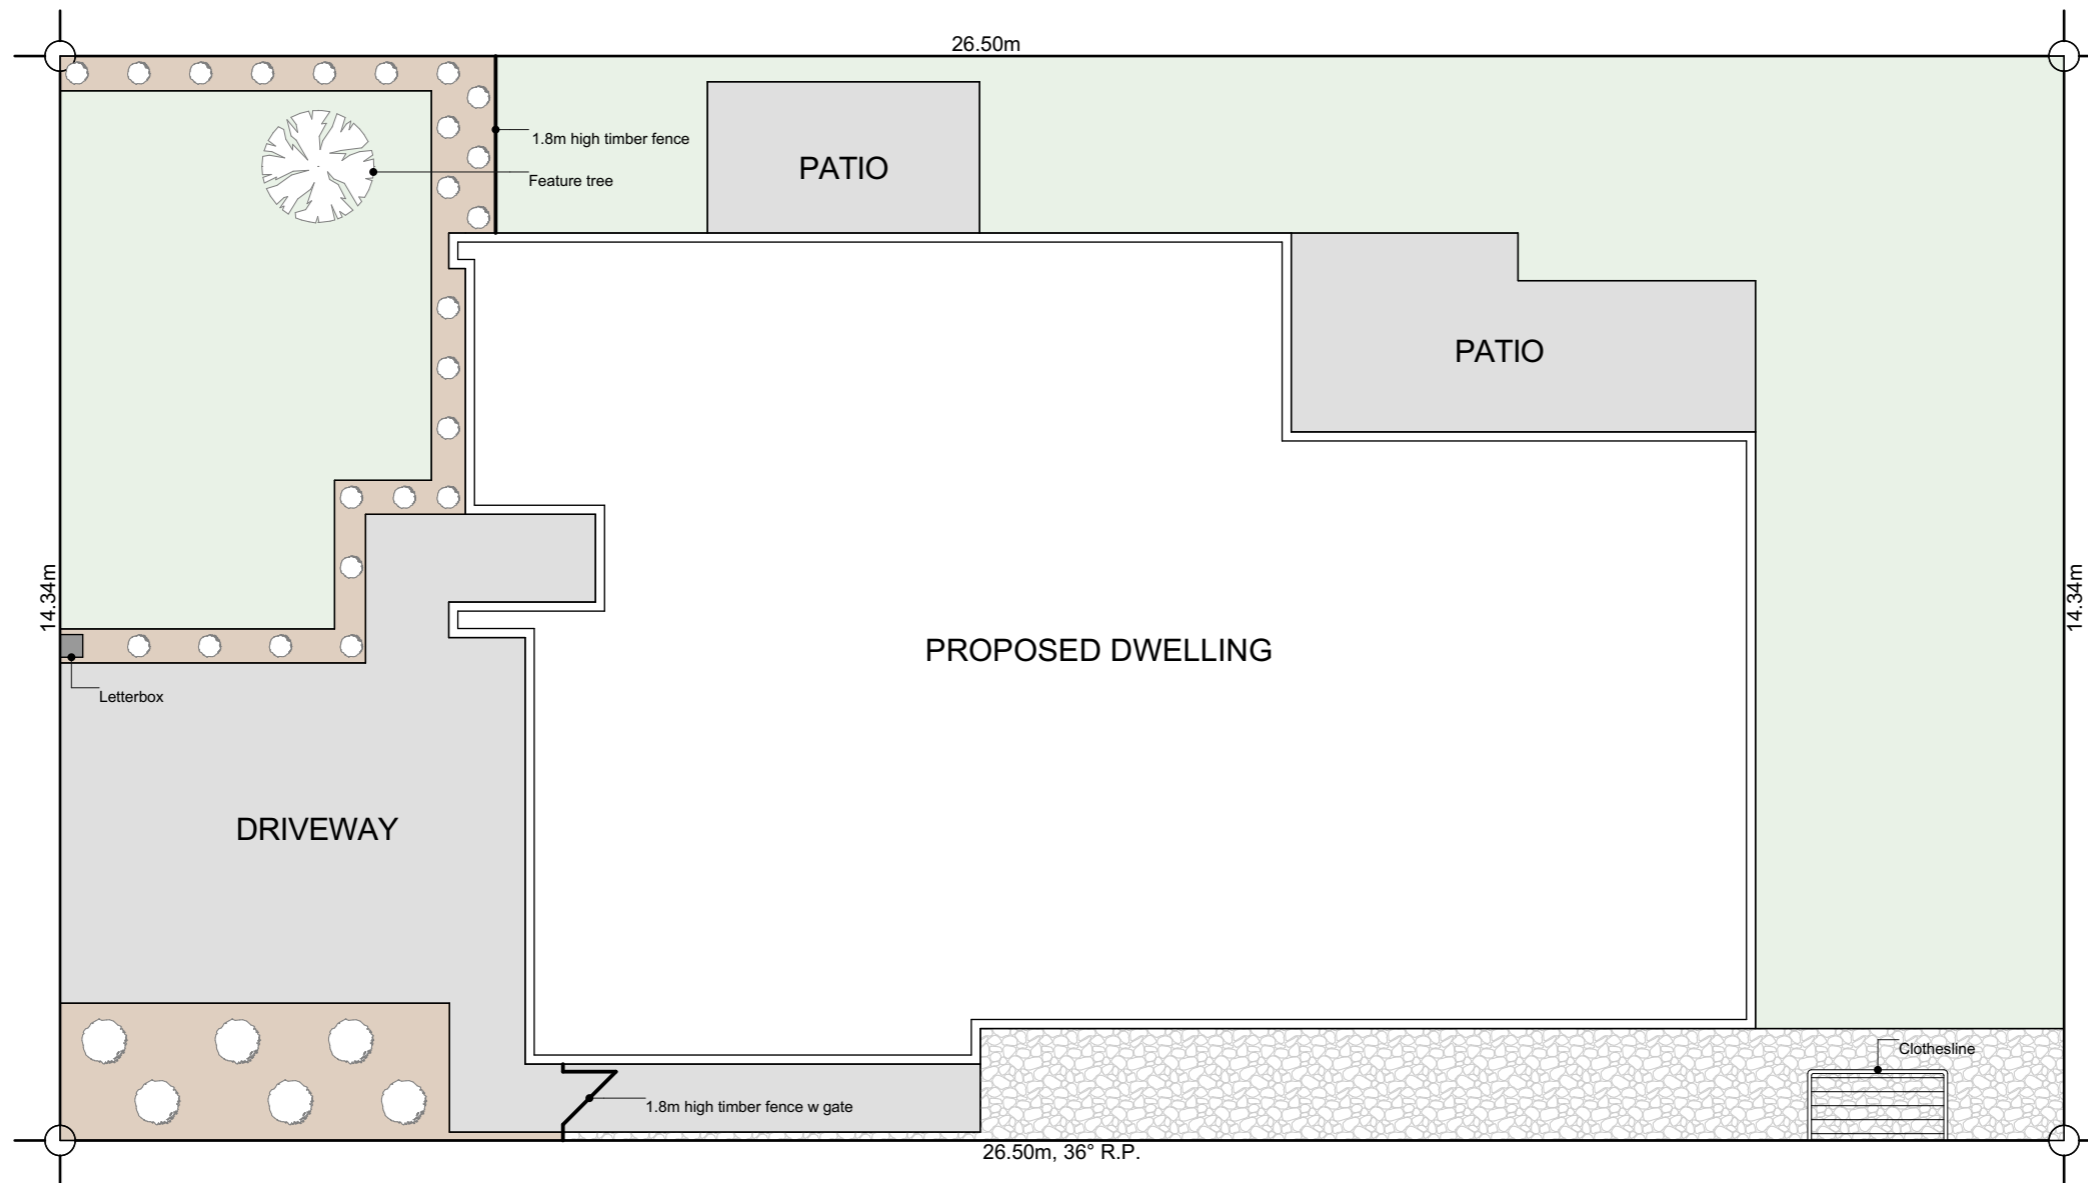 26.50m
1.8m high timber fence
PATIO
Feature tree
PATIO
14.34m
14.34m
PROPOSED DWELLING
Letterbox
DRIVEWAY
Clothesline
1.8m high timber fence w gate
26.50m, 36° R.P.